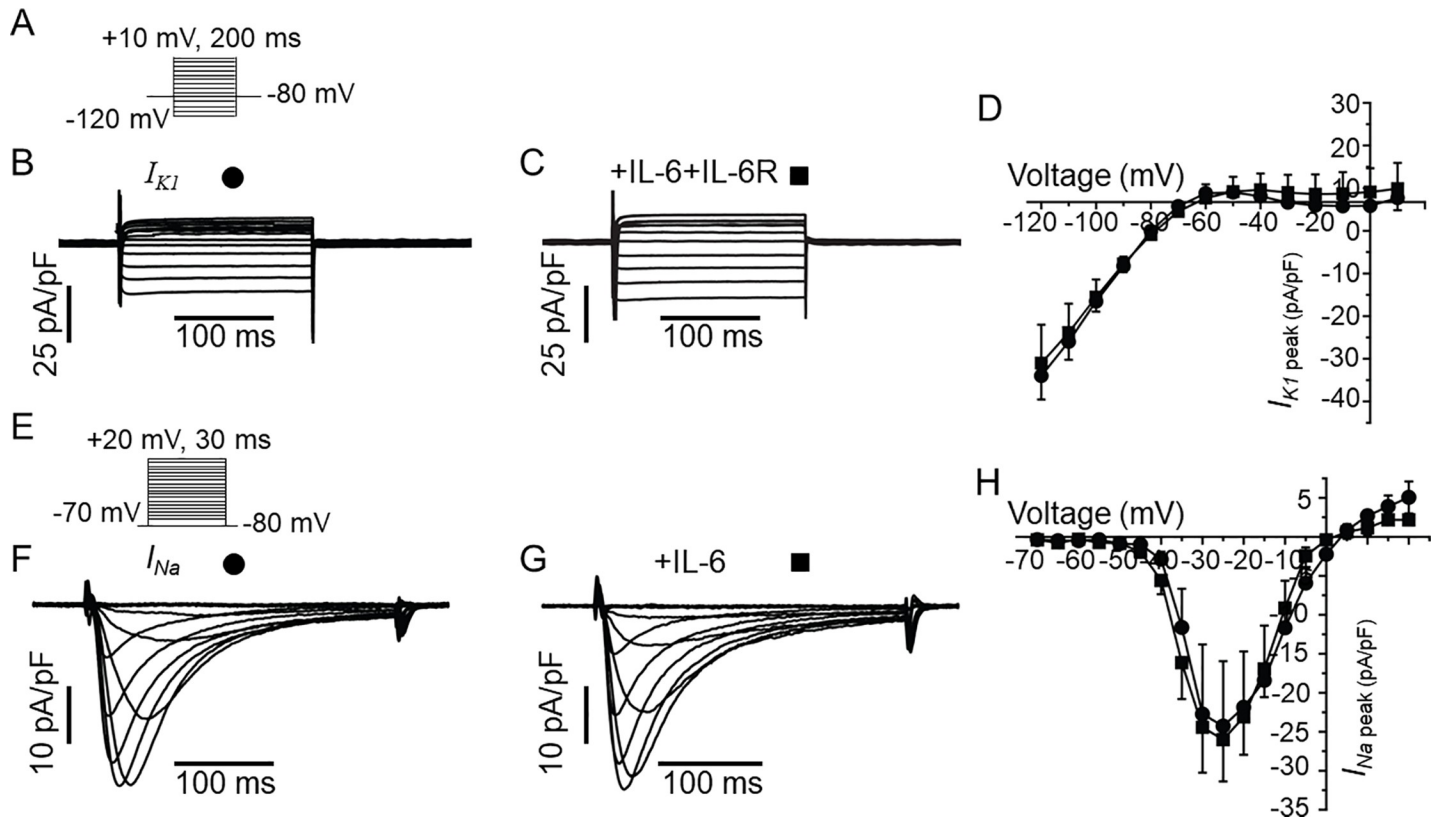 A
+10 mV, 200 ms
-80 mV
-120 mV
B
IK1
25 pA/pF
100 ms
C
+IL-6+IL-6R
25 pA/pF
100 ms
D
Voltage (mV)
30
20
10
0
-10
-20
-30
-40
-120 -100 -80 -60 -40 -20
IK1 peak (pA/pF)
E
+20 mV, 30 ms
-70 mV
-80 mV
F
INa
10 pA/pF
100 ms
G
+IL-6
10 pA/pF
100 ms
H
Voltage (mV)
5
-70 -60 -50 -40 -30 -20 -10
-10
-15
-20
-25
-30
-35
INa peak (pA/pF)